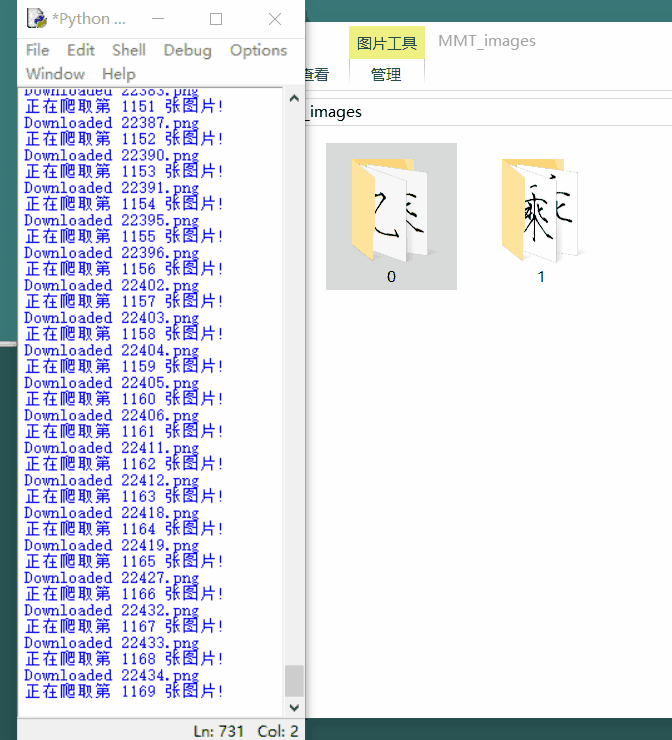 *Python ...
File Edit Shell Debug Options
Window Help
Downloaded 22383.png
正在爬取第 1151 张图片!
Downloaded 22387.png
正在爬取第 1152 张图片!
Downloaded 22390.png
正在爬取第 1153 张图片!
Downloaded 22391.png
正在爬取第 1154 张图片!
Downloaded 22395.png
正在爬取第 1155 张图片!
Downloaded 22396.png
正在爬取第 1156 张图片!
Downloaded 22402.png
正在爬取第 1157 张图片!
Downloaded 22403.png
正在爬取第 1158 张图片!
Downloaded 22404.png
正在爬取第 1159 张图片!
Downloaded 22405.png
正在爬取第 1160 张图片!
Downloaded 22406.png
正在爬取第 1161 张图片!
Downloaded 22411.png
正在爬取第 1162 张图片!
Downloaded 22412.png
正在爬取第 1163 张图片!
Downloaded 22418.png
正在爬取第 1164 张图片!
Downloaded 22419.png
正在爬取第 1165 张图片!
Downloaded 22427.png
正在爬取第 1166 张图片!
Downloaded 22432.png
正在爬取第 1167 张图片!
Downloaded 22433.png
正在爬取第 1168 张图片!
Downloaded 22434.png
正在爬取第 1169 张图片!
Ln: 731 Col: 2
图片工具 MMT_images
查看 管理
_images
0
1